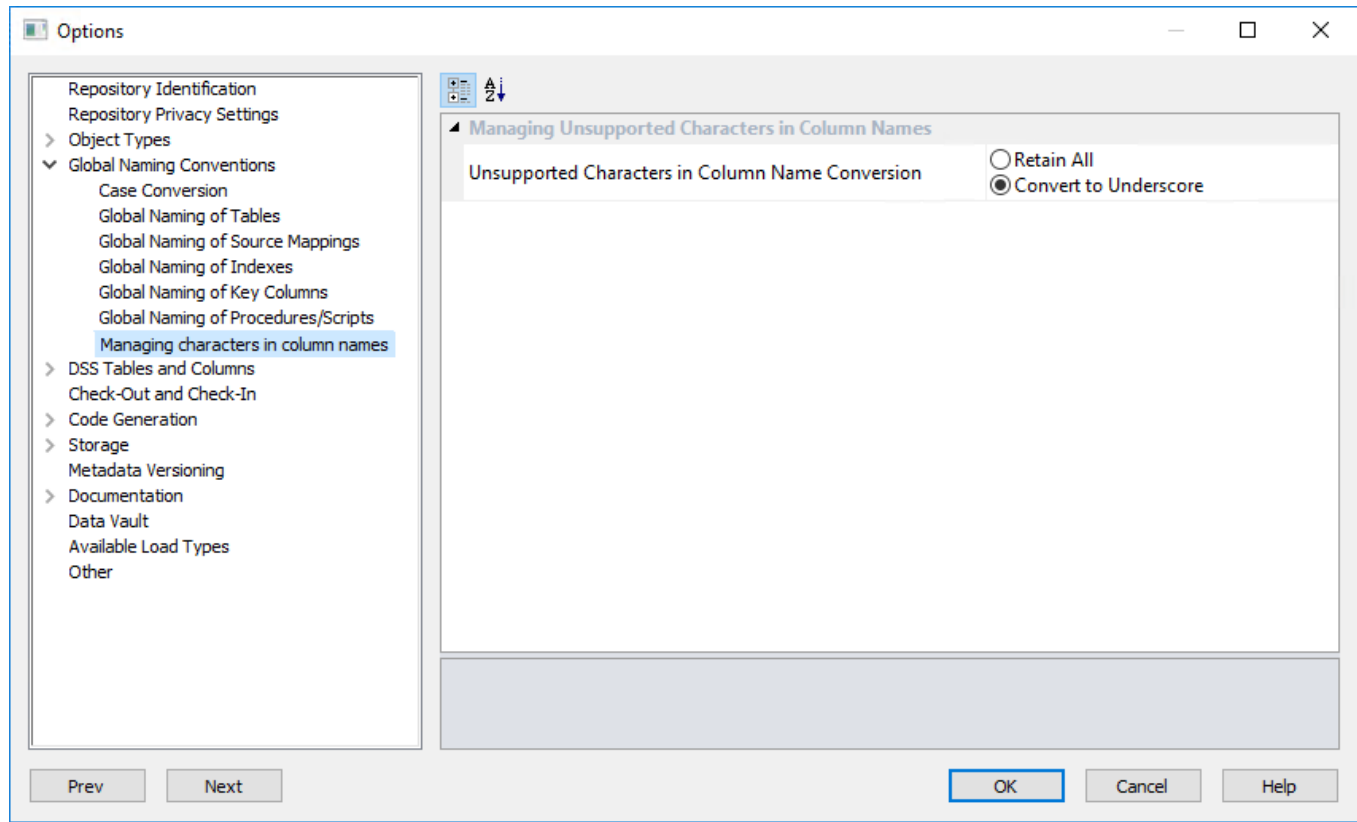 Options
Repository Identification
Repository Privacy Settings
Object Types
Global Naming Conventions
Case Conversion
Global Naming of Tables
Global Naming of Source Mappings
Global Naming of Indexes
Global Naming of Key Columns
Global Naming of Procedures/Scripts
Managing characters in column names
DSS Tables and Columns
Check-Out and Check-In
Code Generation
Storage
Metadata Versioning
Documentation
Data Vault
Available Load Types
Other
A
Z
Managing Unsupported Characters in Column Names
Unsupported Characters in Column Name Conversion
Retain All
Convert to Underscore
Prev
Next
OK
Cancel
Help